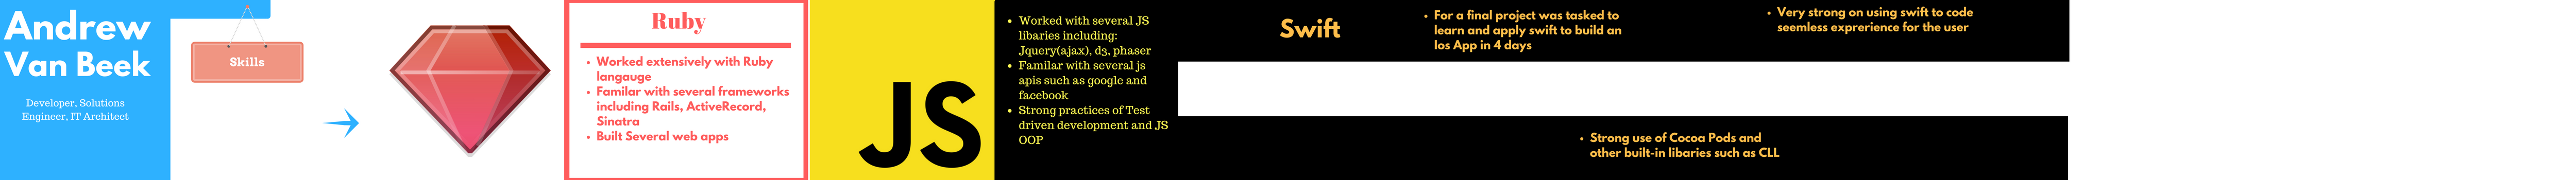 Andrew
Van Beek
Developer, Solutions
Engineer, IT Architect
Skills
Ruby
Worked extensively with Ruby
langauge
Familar with several frameworks
including Rails, ActiveRecord,
Sinatra
Built Several web apps
JS
Worked with several JS
libaries including:
Jquery(ajax), d3, phaser
Familar with several js
apis such as google and
facebook
Strong practices of Test
driven development and JS
OOP
Swift
For a final project was tasked to
learn and apply swift to build an
Ios App in 4 days
Very strong on using swift to code
seemless exprerience for the user
Strong use of Cocoa Pods and
other built-in libaries such as CLL